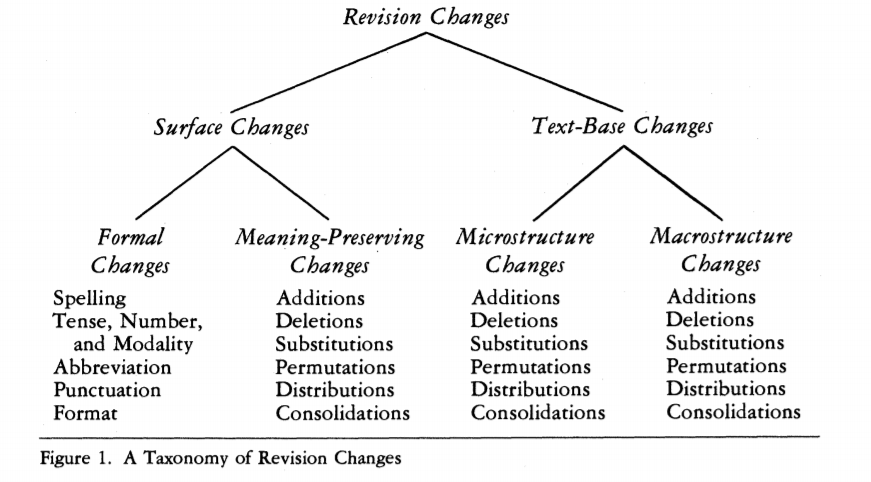 Revision Changes
Surface Changes
Text-Base Changes
Formal
Changes
Spelling
Tense, Number,
and Modality
Abbreviation
Punctuation
Format
Meaning-Preserving
Changes
Additions
Deletions
Substitutions
Permutations
Distributions
Consolidations
Microstructure
Changes
Additions
Deletions
Substitutions
Permutations
Distributions
Consolidations
Macrostructure
Changes
Additions
Deletions
Substitutions
Permutations
Distributions
Consolidations
Figure 1. A Taxonomy of Revision Changes